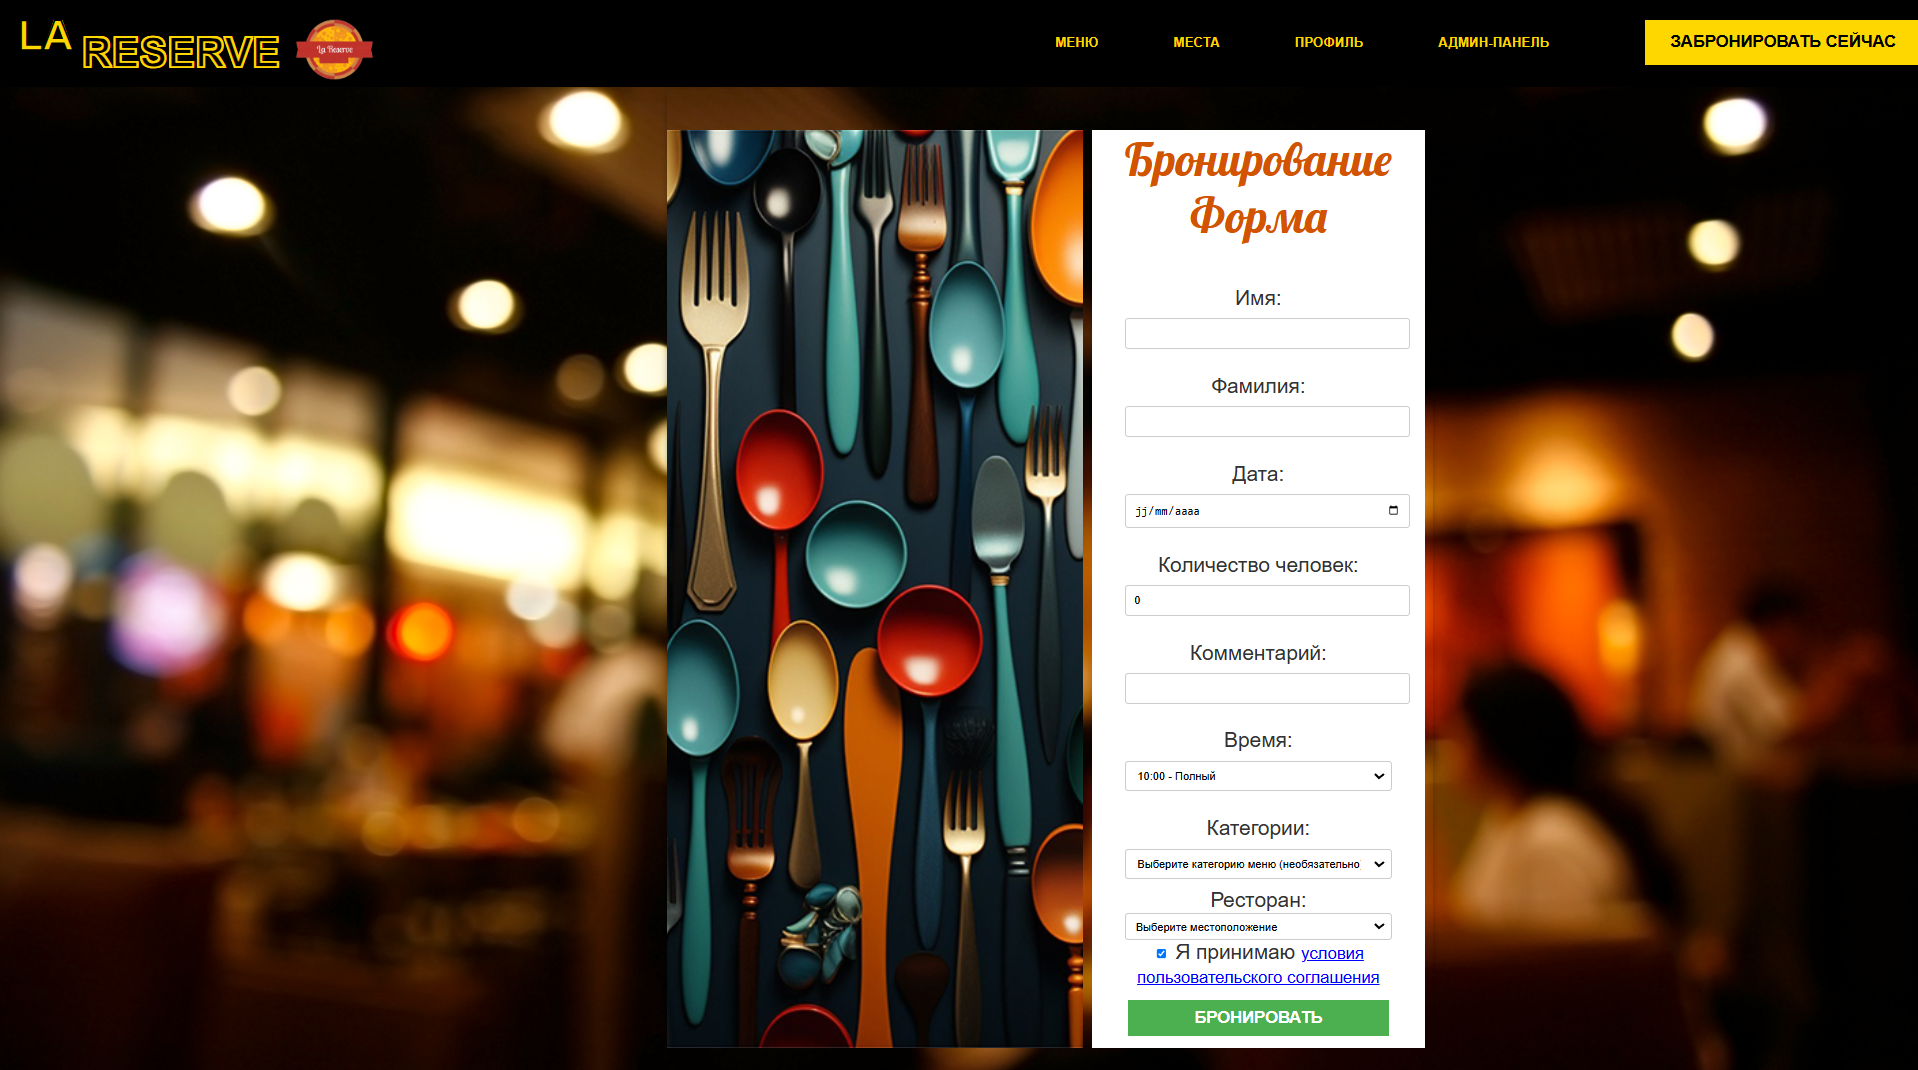 LA RESERVE
La Reserve
МЕНЮ
МЕСТА
ПРОФИЛЬ
АДМИН-ПАНЕЛЬ
ЗАБРОНИРОВАТЬ СЕЙЧАС
Бронирование
Форма
Имя:
Фамилия:
Дата:
jj/mm/aaaa
Количество человек:
0
Комментарий:
Время:
10:00 - Полный
Категории:
Выберите категорию меню (необязательно)
Ресторан:
Выберите местоположение
Я принимаю условия
пользовательского соглашения
БРОНИРОВАТЬ